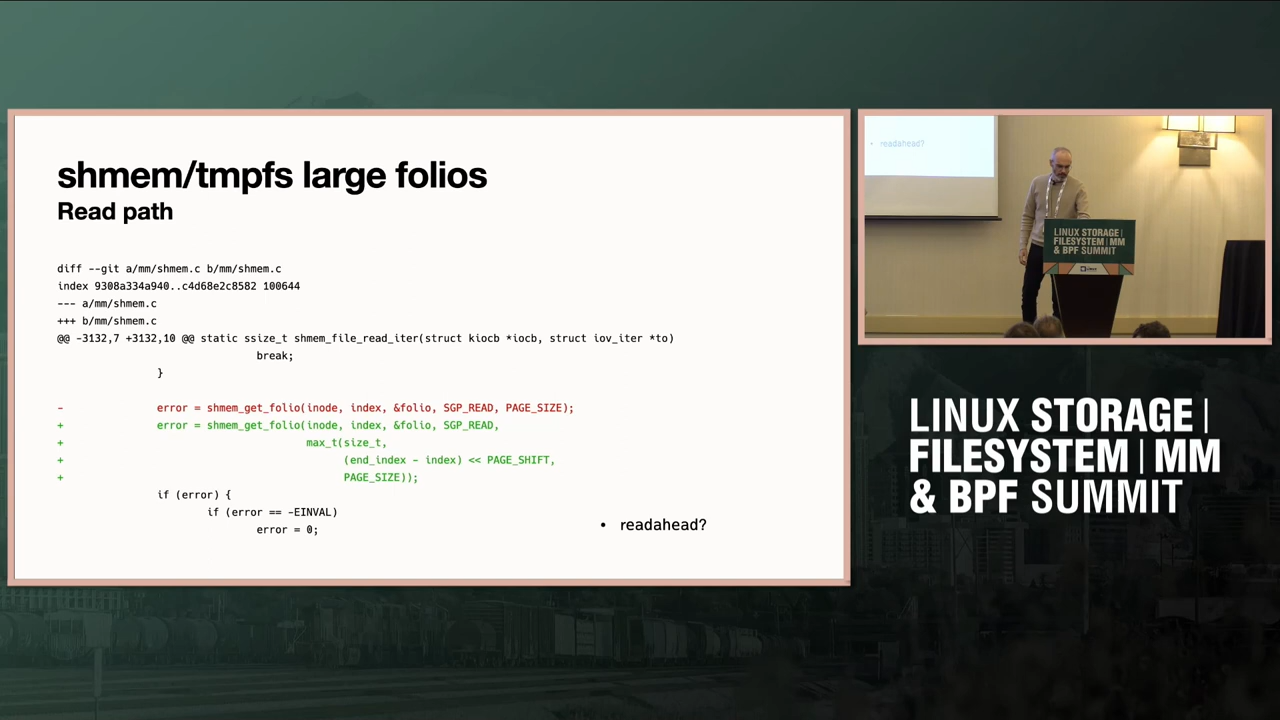 shmem/tmpfs large folios
Read path
diff --git a/mm/shmem.c b/mm/shmem.c
index 9308a334a940..c4d68e2c8582 100644
--- a/mm/shmem.c
+++ b/mm/shmem.c
@@ -3132,7 +3132,10 @@ static ssize_t shmem_file_read_iter(struct kiocb *iocb, struct iov_iter *to)
break;
}
- error = shmem_get_folio(inode, index, &folio, SGP_READ, PAGE_SIZE);
+ error = shmem_get_folio(inode, index, &folio, SGP_READ,
+ max_t(size_t,
+ (end_index - index) << PAGE_SHIFT,
+ PAGE_SIZE));
if (error) {
if (error == -EINVAL)
error = 0;
• readahead?
• readahead?
LINUX STORAGE |
FILESYSTEM | MM
& BPF SUMMIT
LINUX STORAGE |
FILESYSTEM | MM
& BPF SUMMIT